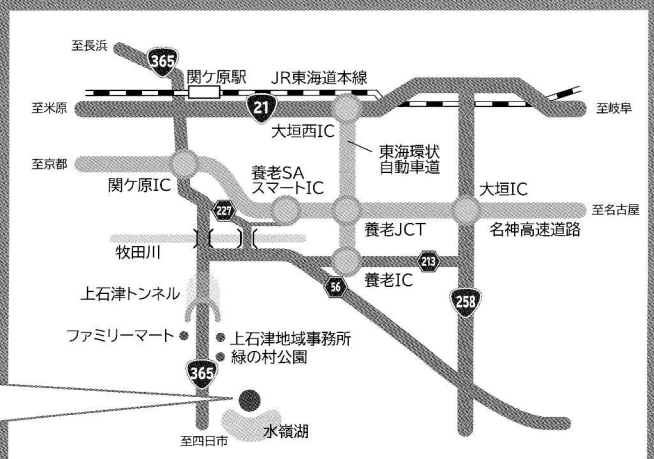 至長浜
365
関ケ原駅
JR東海道本線
至米原
21
至岐阜
大垣西IC
東海環状
自動車道
至京都
関ケ原IC
養老SA
スマートIC
大垣IC
227
至名古屋
養老JCT
名神高速道路
牧田川
養老IC
213
56
上石津トンネル
258
ファミリーマート
上石津地域事務所
緑の村公園
365
水嶺湖
至四日市